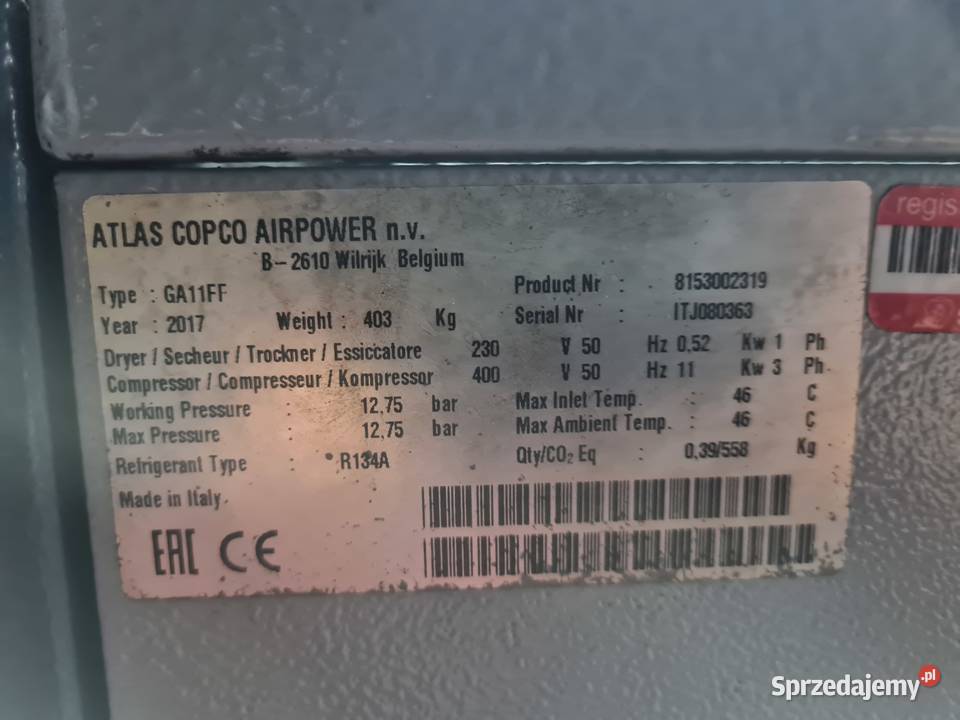 ATLAS COPCO AIRPOWER n.v.
B-2610 Wilrijk Belgium
Type : GA11FF
Product Nr : 8153002319
Year : 2017 Weight : 403 Kg
Serial Nr : ITJ080363
Dryer / Secheur / Trockner / Essiccatore 230 V 50 Hz 0,52 Kw 1 Ph
Compressor / Compresseur / Kompressor 400 V 50 Hz 11 Kw 3 Ph
Working Pressure : 12,75 bar Max Inlet Temp. : 46 C
Max Pressure : 12,75 bar Max Ambient Temp. : 46 C
Refrigerant Type : R134A Qty/CO2 Eq : 0,39/558 Kg
Made in Italy.
EAC CE
regis
Sprzedajemy.pl